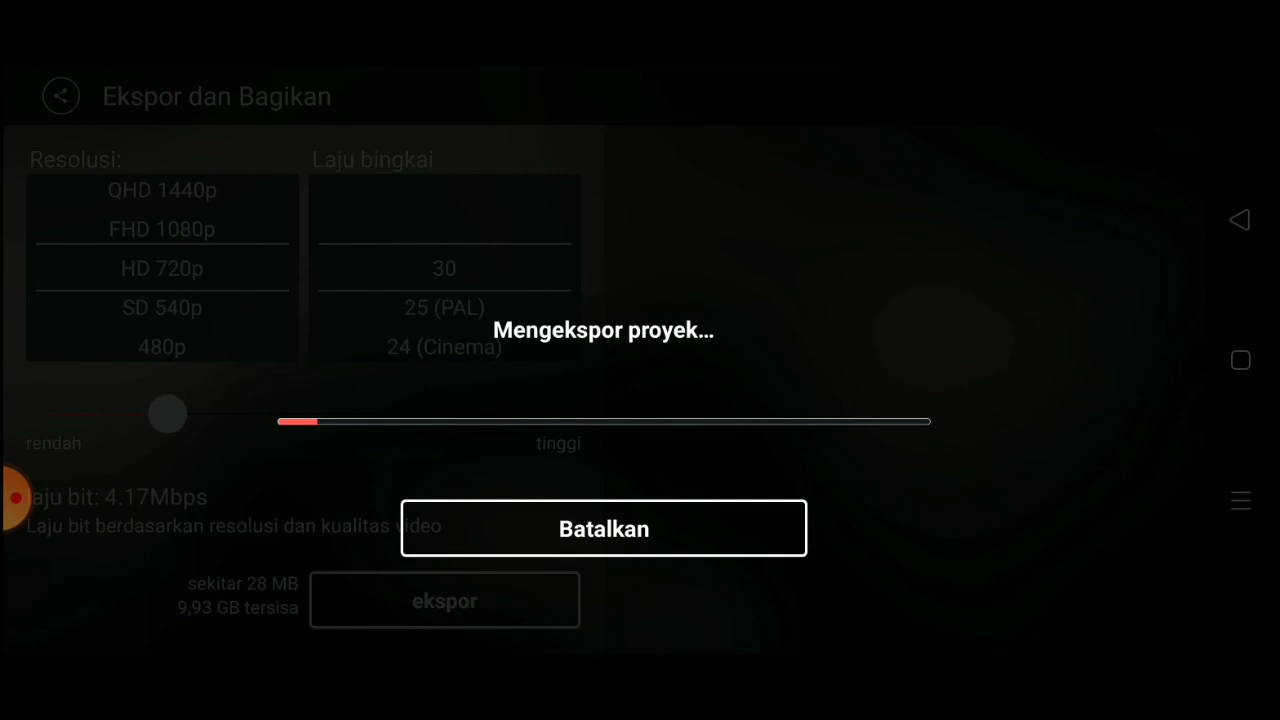 Ekspor dan Bagikan
Resolusi:
Laju bingkai
QHD 1440p
FHD 1080p
HD 720p
30
SD 540p
25 (PAL)
480p
24 (Cinema)
Mengekspor proyek...
rendah
tinggi
aju bit: 4.17Mbps
Laju bit berdasarkan resolusi dan kualitas video
Batalkan
sekitar 28 MB
9,93 GB tersisa
ekspor